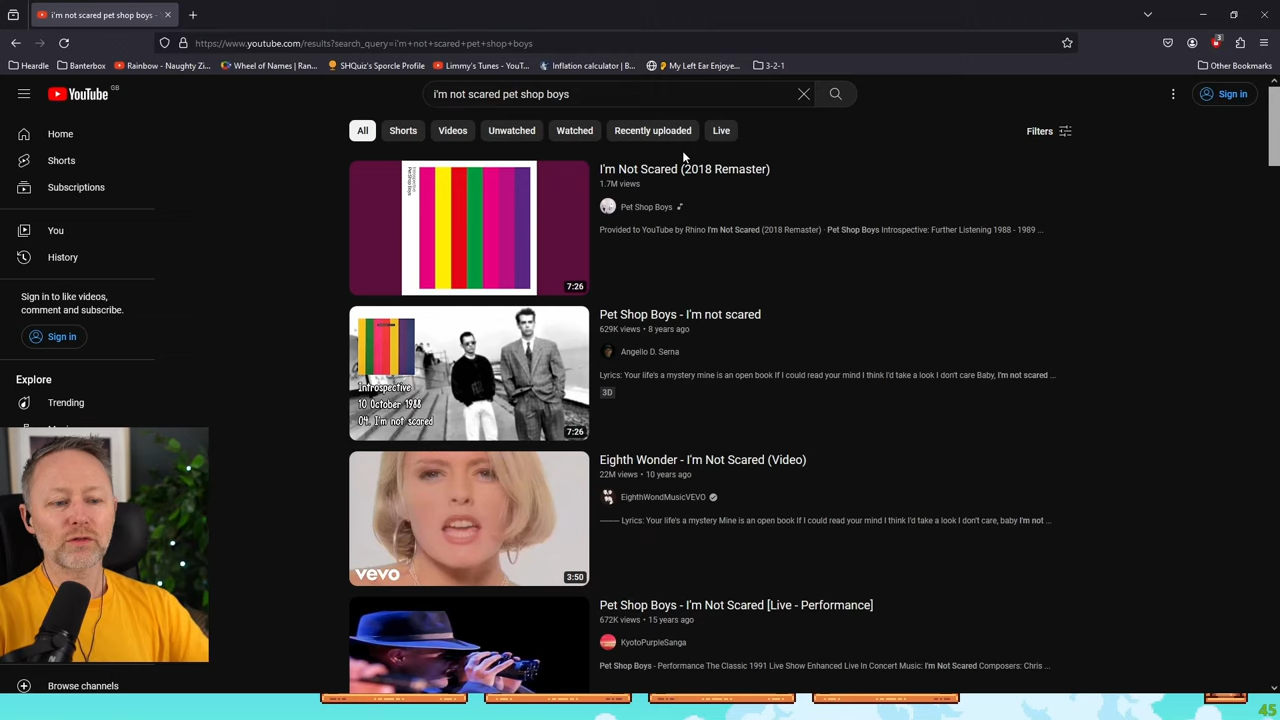 i'm not scared pet shop boys -
https://www.youtube.com/results?search_query=i'm+not+scared+pet+shop+boys
3
Heardle
Banterbox
Rainbow - Naughty Zi...
Wheel of Names | Ran...
SHQuiz's Sporcle Profile
Limmy's Tunes - YouT...
Inflation calculator | B...
My Left Ear Enjoye...
3-2-1
Other Bookmarks
YouTube GB
i'm not scared pet shop boys
Sign in
Home
Shorts
Subscriptions
You
History
Sign in to like videos,
comment and subscribe.
Sign in
Explore
Trending
Browse channels
All
Shorts
Videos
Unwatched
Watched
Recently uploaded
Live
Filters
7:26
I'm Not Scared (2018 Remaster)
1.7M views
Pet Shop Boys
Provided to YouTube by Rhino I'm Not Scared (2018 Remaster) · Pet Shop Boys Introspective: Further Listening 1988 - 1989 ...
Introspective
10 October 1988
04. I'm not scared
7:26
Pet Shop Boys - I'm not scared
629K views • 8 years ago
Angelio D. Serna
Lyrics: Your life's a mystery mine is an open book If I could read your mind I think I'd take a look I don't care Baby, I'm not scared ...
3D
vevo
3:50
Eighth Wonder - I'm Not Scared (Video)
22M views • 10 years ago
EighthWondMusicVEVO
-------- Lyrics: Your life's a mystery Mine is an open book If I could read your mind I think I'd take a look I don't care, baby I'm not ...
Pet Shop Boys - I'm Not Scared [Live - Performance]
672K views • 15 years ago
KyotoPurpleSanga
Pet Shop Boys - Performance The Classic 1991 Live Show Enhanced Live In Concert Music: I'm Not Scared Composers: Chris ...
45